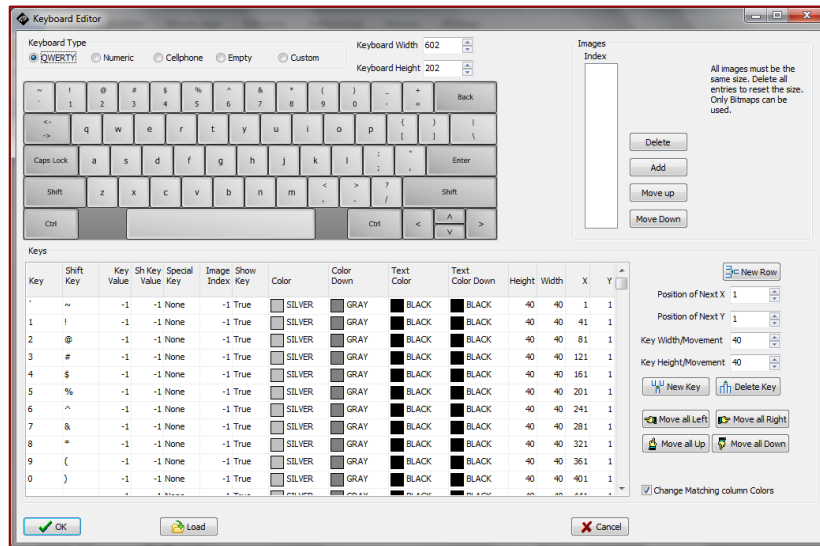 Keyboard Editor
Keyboard Type
QWERTY Numeric Cellphone Empty Custom
Keyboard Width 602
Keyboard Height 202
Images
Index
All images must be the
same size. Delete all
entries to reset the size.
Only Bitmaps can be
used.
Delete
Add
Move up
Move Down
~ ! @ # $ % ^ & * ( ) _ +
` 1 2 3 4 5 6 7 8 9 0 - = Back
<- { } |
-> q w e r t y u i o p [ ] \
Caps Lock a s d f g h j k l : " Enter
; '
Shift z x c v b n m < > ? Shift
, . /
Ctrl Ctrl < ^ v >
Keys
Key Shift Key Key Value Sh Key Value Special Key Image Index Show Key Color Color Down Text Color Text Color Down Height Width X Y
` ~ -1 -1 None -1 True SILVER GRAY BLACK BLACK 40 40 1 1
1 ! -1 -1 None -1 True SILVER GRAY BLACK BLACK 40 40 41 1
2 @ -1 -1 None -1 True SILVER GRAY BLACK BLACK 40 40 81 1
3 # -1 -1 None -1 True SILVER GRAY BLACK BLACK 40 40 121 1
4 $ -1 -1 None -1 True SILVER GRAY BLACK BLACK 40 40 161 1
5 % -1 -1 None -1 True SILVER GRAY BLACK BLACK 40 40 201 1
6 ^ -1 -1 None -1 True SILVER GRAY BLACK BLACK 40 40 241 1
7 & -1 -1 None -1 True SILVER GRAY BLACK BLACK 40 40 281 1
8 * -1 -1 None -1 True SILVER GRAY BLACK BLACK 40 40 321 1
9 ( -1 -1 None -1 True SILVER GRAY BLACK BLACK 40 40 361 1
0 ) -1 -1 None -1 True SILVER GRAY BLACK BLACK 40 40 401 1
New Row
Position of Next X 1
Position of Next Y 1
Key Width/Movement 40
Key Height/Movement 40
New Key Delete Key
Move all Left Move all Right
Move all Up Move all Down
Change Matching column Colors
OK Load Cancel